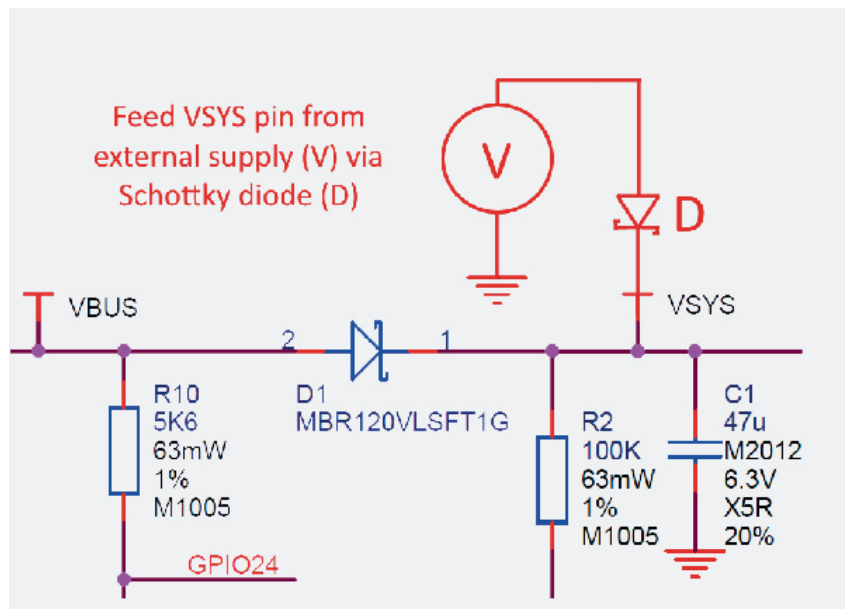 Feed VSYS pin from
external supply (V) via
Schottky diode (D)
V
D
VBUS
VSYS
2
1
R10
5K6
63mW
1%
M1005
D1
MBR120VLSFT1G
R2
100K
63mW
1%
M1005
C1
47u
M2012
6.3V
X5R
20%
GPIO24